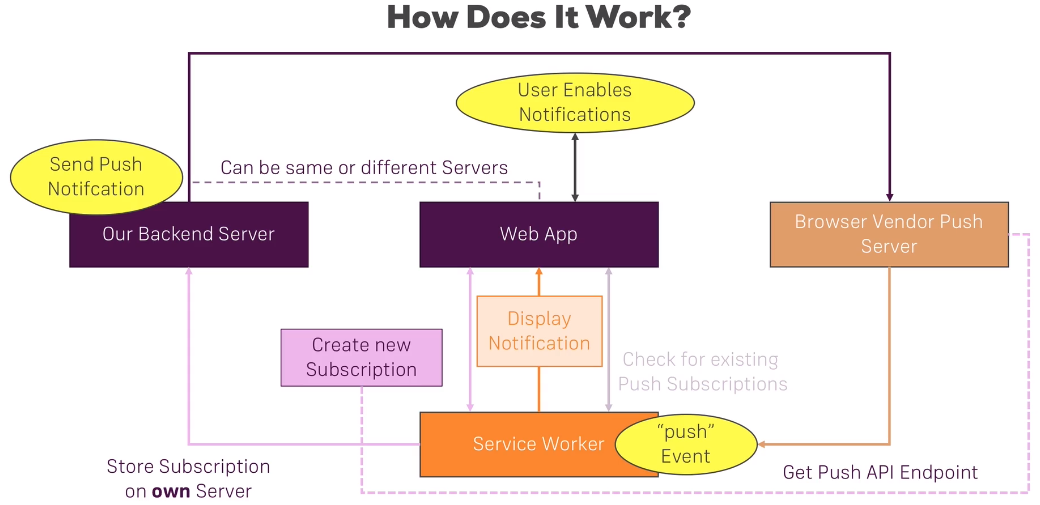 How Does It Work?
User Enables
Notifications
Send Push
Notifcation
Can be same or different Servers
Our Backend Server
Web App
Browser Vendor Push
Server
Display
Notification
Create new
Subscription
Check for existing
Push Subscriptions
Service Worker
“push”
Event
Store Subscription
on own Server
Get Push API Endpoint